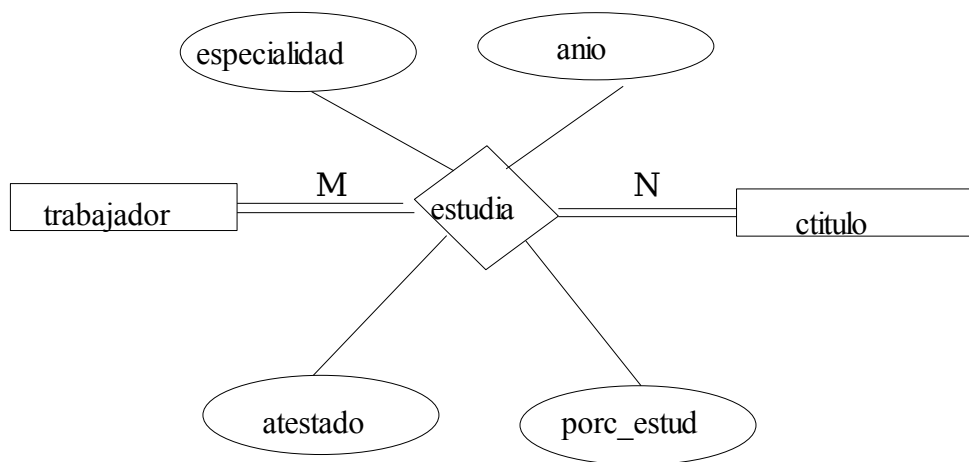 especialidad
anio
M
N
trabajador
estudia
ctitulo
atestado
porc_estud